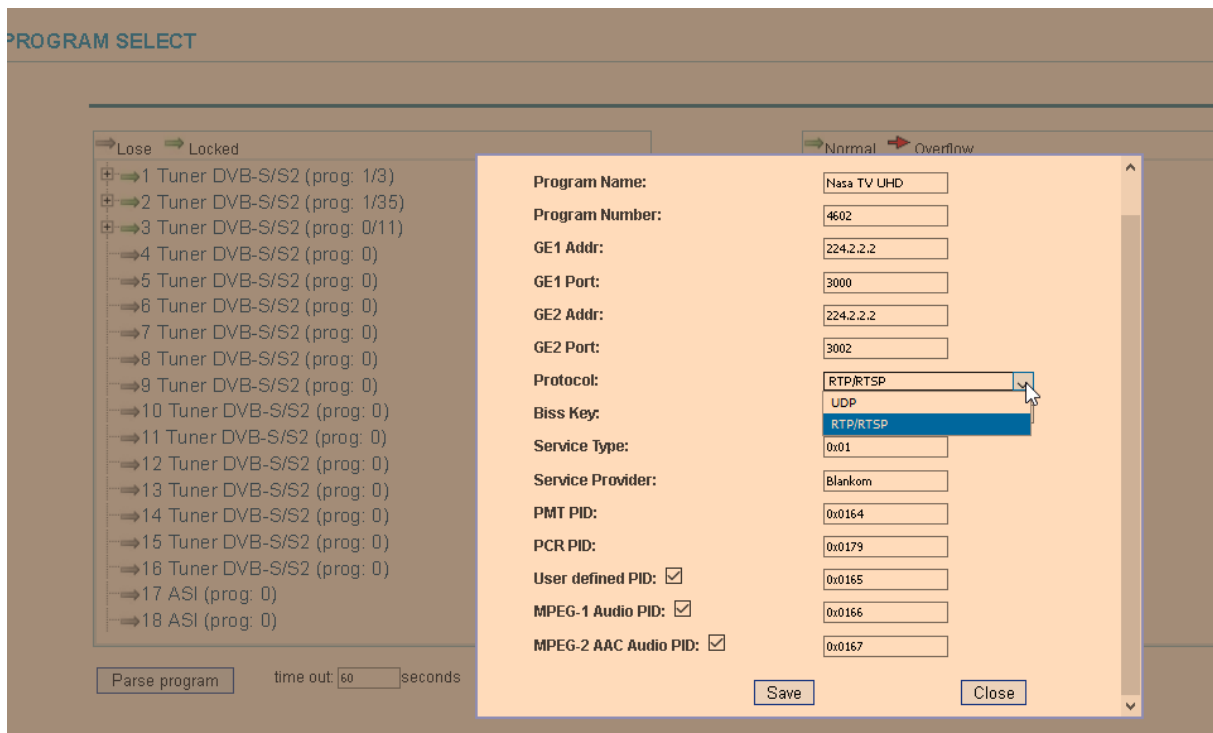 PROGRAM SELECT
Lose Locked
Normal Overflow
1 Tuner DVB-S/S2 (prog: 1/3)
2 Tuner DVB-S/S2 (prog: 1/35)
3 Tuner DVB-S/S2 (prog: 0/11)
4 Tuner DVB-S/S2 (prog: 0)
5 Tuner DVB-S/S2 (prog: 0)
6 Tuner DVB-S/S2 (prog: 0)
7 Tuner DVB-S/S2 (prog: 0)
8 Tuner DVB-S/S2 (prog: 0)
9 Tuner DVB-S/S2 (prog: 0)
10 Tuner DVB-S/S2 (prog: 0)
11 Tuner DVB-S/S2 (prog: 0)
12 Tuner DVB-S/S2 (prog: 0)
13 Tuner DVB-S/S2 (prog: 0)
14 Tuner DVB-S/S2 (prog: 0)
15 Tuner DVB-S/S2 (prog: 0)
16 Tuner DVB-S/S2 (prog: 0)
17 ASI (prog: 0)
18 ASI (prog: 0)
Parse program time out: 60 seconds
Program Name: Nasa TV UHD
Program Number: 4602
GE1 Addr: 224.2.2.2
GE1 Port: 3000
GE2 Addr: 224.2.2.2
GE2 Port: 3002
Protocol: RTP/RTSP
UDP
Biss Key:
RTP/RTSP
Service Type: 0x01
Service Provider: Blankom
PMT PID: 0x0164
PCR PID: 0x0179
User defined PID: 0x0165
MPEG-1 Audio PID: 0x0166
MPEG-2 AAC Audio PID: 0x0167
Save Close